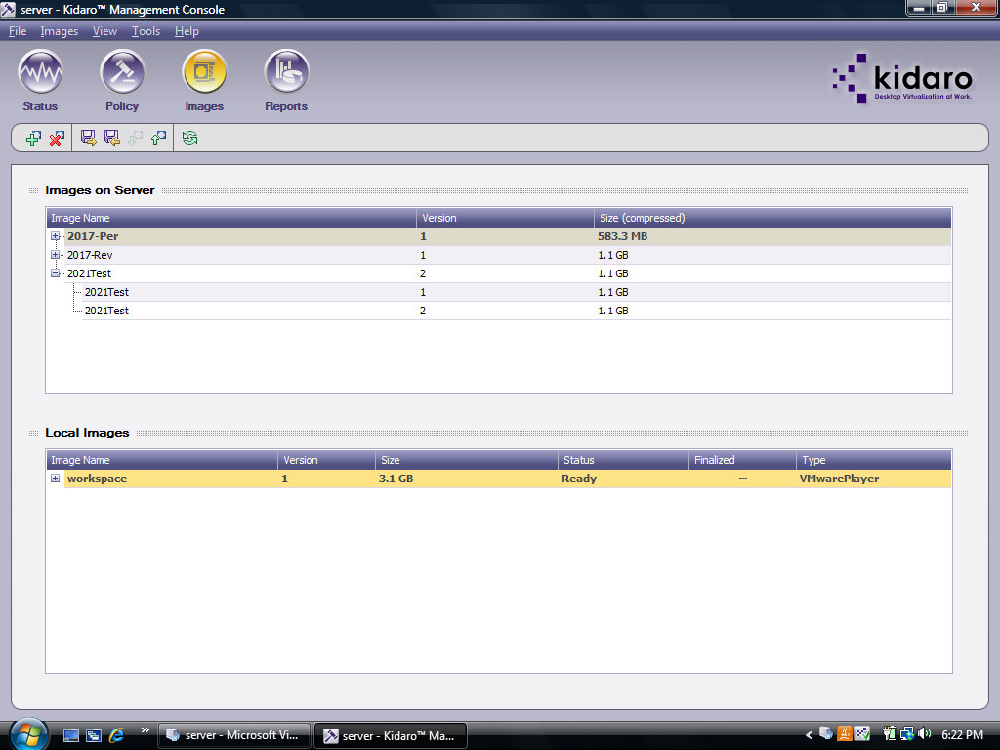 server - Kidaro™ Management Console
File Images View Tools Help
Status Policy Images Reports
kidaro
Desktop Virtualization at Work.
Images on Server
Image Name Version Size (compressed)
2017-Per 1 583.3 MB
2017-Rev 1 1.1 GB
2021Test 2 1.1 GB
2021Test 1 1.1 GB
2021Test 2 1.1 GB
Local Images
Image Name Version Size Status Finalized Type
workspace 1 3.1 GB Ready — VMwarePlayer
server - Microsoft Vi... server - Kidaro™ Ma... 6:22 PM